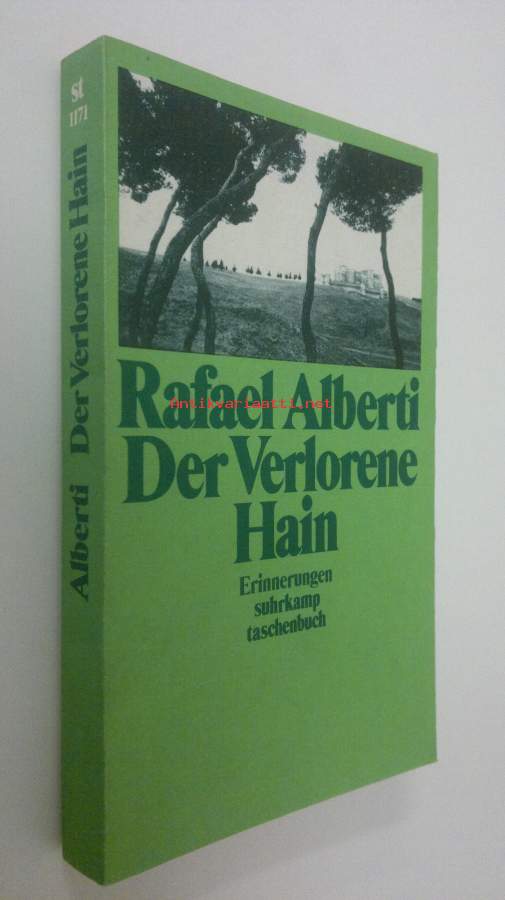 st
1171
Alberti Der Verlorene Hain
Rafael Alberti
Antikvariaatti.net
Der Verlorene
Hain
Erinnerungen
suhrkamp
taschenbuch